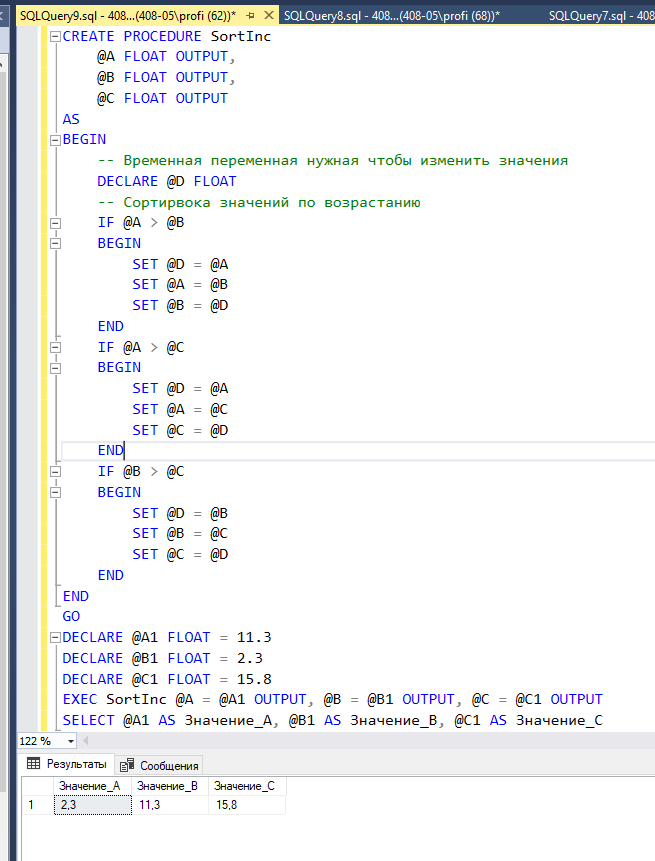 SQLQuery9.sql - 408...(408-05\profi (62))* SQLQuery8.sql - 408...(408-05\profi (68))* SQLQuery7.sql - 408
CREATE PROCEDURE SortInc
@A FLOAT OUTPUT,
@B FLOAT OUTPUT,
@C FLOAT OUTPUT
AS
BEGIN
-- Временная переменная нужная чтобы изменить значения
DECLARE @D FLOAT
-- Сортирвока значений по возрастанию
IF @A > @B
BEGIN
SET @D = @A
SET @A = @B
SET @B = @D
END
IF @A > @C
BEGIN
SET @D = @A
SET @A = @C
SET @C = @D
END
IF @B > @C
BEGIN
SET @D = @B
SET @B = @C
SET @C = @D
END
END
GO
DECLARE @A1 FLOAT = 11.3
DECLARE @B1 FLOAT = 2.3
DECLARE @C1 FLOAT = 15.8
EXEC SortInc @A = @A1 OUTPUT, @B = @B1 OUTPUT, @C = @C1 OUTPUT
SELECT @A1 AS Значение_A, @B1 AS Значение_B, @C1 AS Значение_C
122 %
Результаты Сообщения
Значение_A Значение_B Значение_C
1 2,3 11,3 15,8